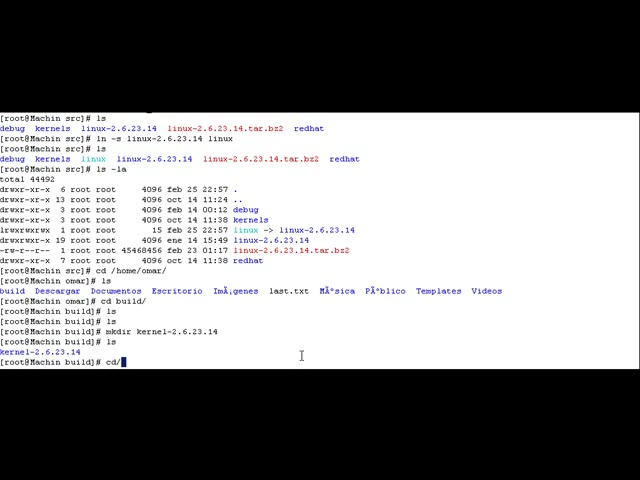 [root@Machin src]# ls
debug kernels linux-2.6.23.14 linux-2.6.23.14.tar.bz2 redhat
[root@Machin src]# ln -s linux-2.6.23.14 linux
[root@Machin src]# ls
debug kernels linux linux-2.6.23.14 linux-2.6.23.14.tar.bz2 redhat
[root@Machin src]# ls -la
total 44492
drwxr-xr-x 6 root root 4096 feb 25 22:57 .
drwxr-xr-x 13 root root 4096 oct 14 11:24 ..
drwxr-xr-x 3 root root 4096 feb 14 00:12 debug
drwxr-xr-x 3 root root 4096 oct 14 11:38 kernels
lrwxrwxrwx 1 root root 15 feb 25 22:57 linux -> linux-2.6.23.14
drwxrwxr-x 19 root root 4096 ene 14 15:49 linux-2.6.23.14
-rw-r--r-- 1 root root 45468456 feb 23 01:17 linux-2.6.23.14.tar.bz2
drwxr-xr-x 7 root root 4096 oct 14 11:38 redhat
[root@Machin src]# cd /home/omar/
[root@Machin omar]# ls
build Descargar Documentos Escritorio ImÃ¡genes last.txt MÃºsica PÃºblico Templates Videos
[root@Machin omar]# cd build/
[root@Machin build]# ls
[root@Machin build]# ls
[root@Machin build]# mkdir kernel-2.6.23.14
[root@Machin build]# ls
kernel-2.6.23.14
[root@Machin build]# cd/